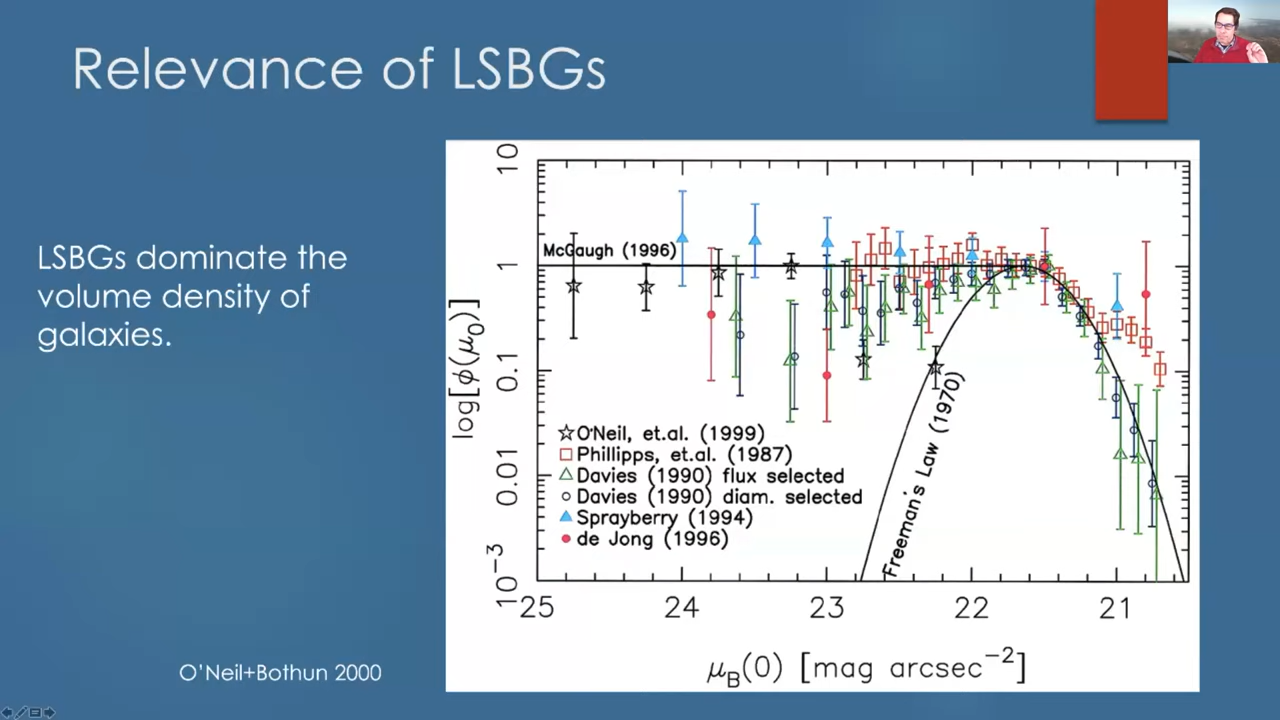 Relevance of LSBGs
LSBGs dominate the
volume density of
galaxies.
O'Neil+Bothun 2000
log[ϕ(μ₀)]
10
1
0.1
0.01
10⁻³
McGaugh (1996)
Freeman's Law (1970)
O'Neil, et.al. (1999)
Phillipps, et.al. (1987)
Davies (1990) flux selected
Davies (1990) diam. selected
Sprayberry (1994)
de Jong (1996)
25
24
23
22
21
μB(0) [mag arcsec⁻²]